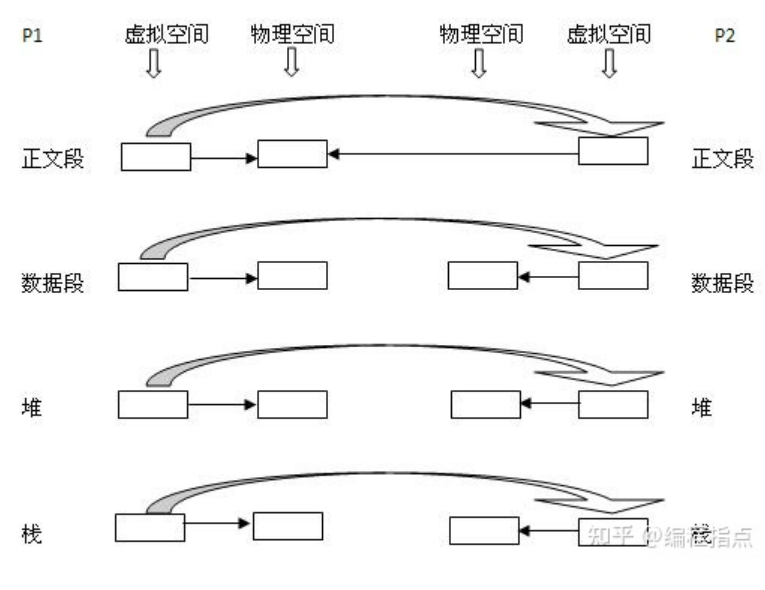 P1 虚拟空间 物理空间 物理空间 虚拟空间 P2
正文段 正文段
数据段 数据段
堆 堆
栈 栈
知乎 @编程指点